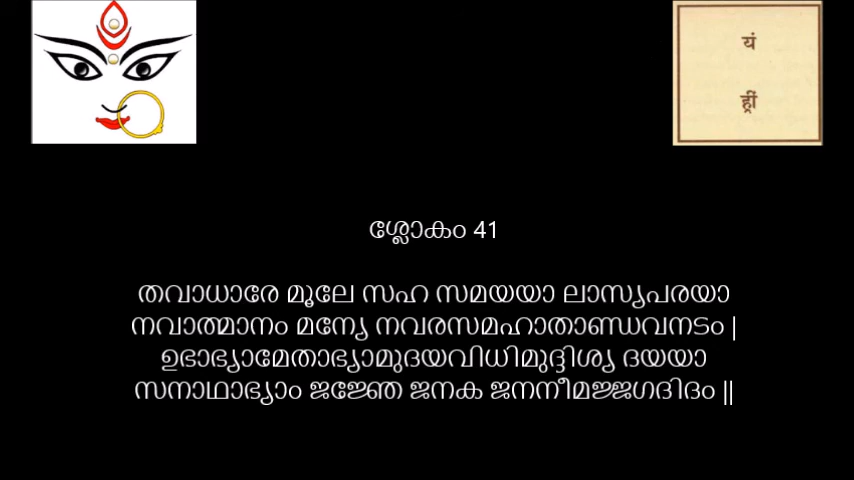 यं
ह्रीं
ശ്ലോകം 41
തവാധാരേ മൂലേ സഹ സമയയാ ലാസ്യപരയാ
നവാത്മാനം മന്യേ നവരസമഹാതാണ്ഡവനടം |
ഉഭാഭ്യാമേതാഭ്യാമുദയവിധിമുദ്ദിശ്യ ദയയാ
സനാഥാഭ്യാം ജജ്ഞേ ജനക ജനനീമജ്ജഗദിദം ||